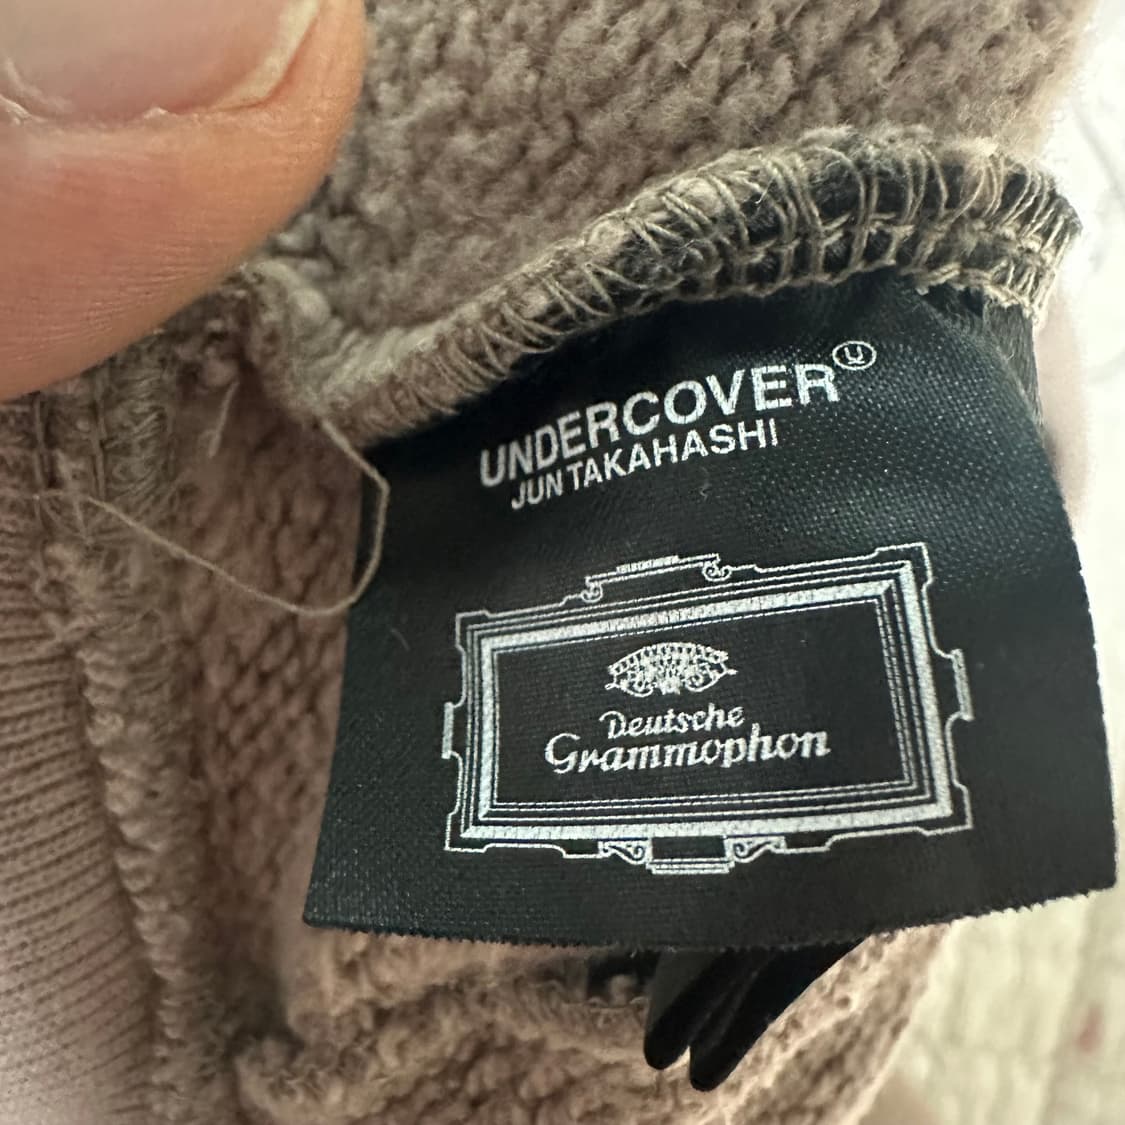 UNDERCOVER Ⓤ
JUN TAKAHASHI
Deutsche
Grammophon